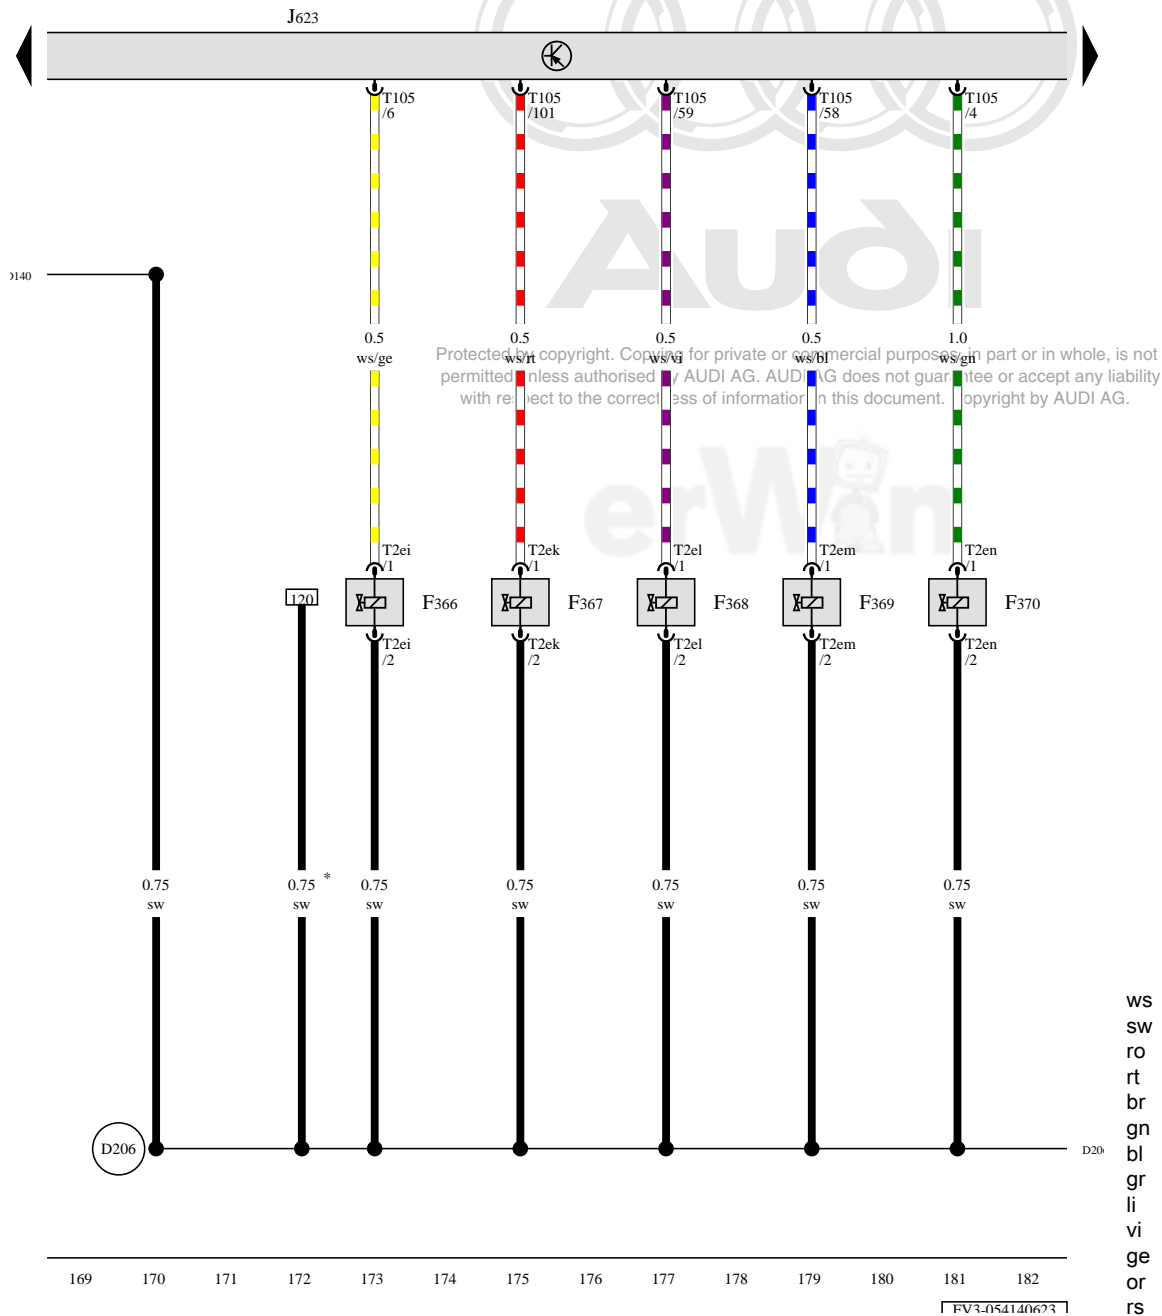 J623
T105 T105 T105 T105 T105
/6 /101 /59 /58 /4
Audi
D140
0.5 0.5 0.5 0.5 1.0
ws/ge ws/rt ws/vi ws/bl ws/gn
Protected by copyright. Copying for private or commercial purposes, in part or in whole, is not
permitted unless authorised by AUDI AG. AUDI AG does not guarantee or accept any liability
with respect to the correctness of information in this document. Copyright by AUDI AG.
erWin
T2ei T2ek T2el T2em T2en
/1 /1 /1 /1 /1
120 F366 F367 F368 F369 F370
T2ei T2ek T2el T2em T2en
/2 /2 /2 /2 /2
0.75 0.75 * 0.75 0.75 0.75 0.75 0.75
sw sw sw sw sw sw sw
ws
sw
ro
rt
br
gn
bl
gr
li
vi
ge
or
rs
D206 D20
169 170 171 172 173 174 175 176 177 178 179 180 181 182
FV3-054140623